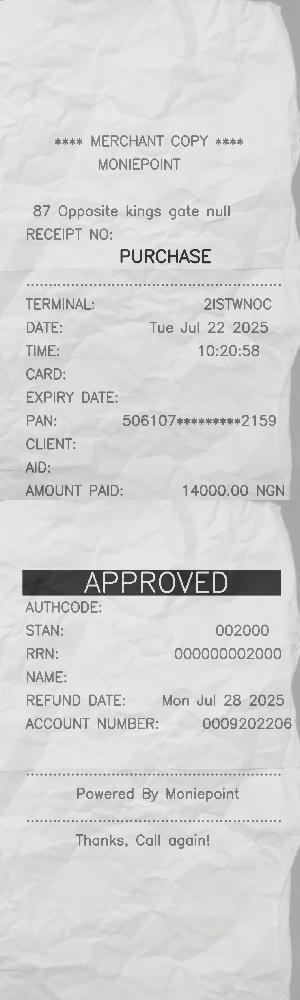 **** MERCHANT COPY ****
MONIEPOINT
87 Opposite kings gate null
RECEIPT NO:
PURCHASE
TERMINAL: 2ISTWNOC
DATE: Tue Jul 22 2025
TIME: 10:20:58
CARD:
EXPIRY DATE:
PAN: 506107*********2159
CLIENT:
AID:
AMOUNT PAID: 14000.00 NGN
APPROVED
AUTHCODE:
STAN: 002000
RRN: 000000002000
NAME:
REFUND DATE: Mon Jul 28 2025
ACCOUNT NUMBER: 0009202206
Powered By Moniepoint
Thanks, Call again!